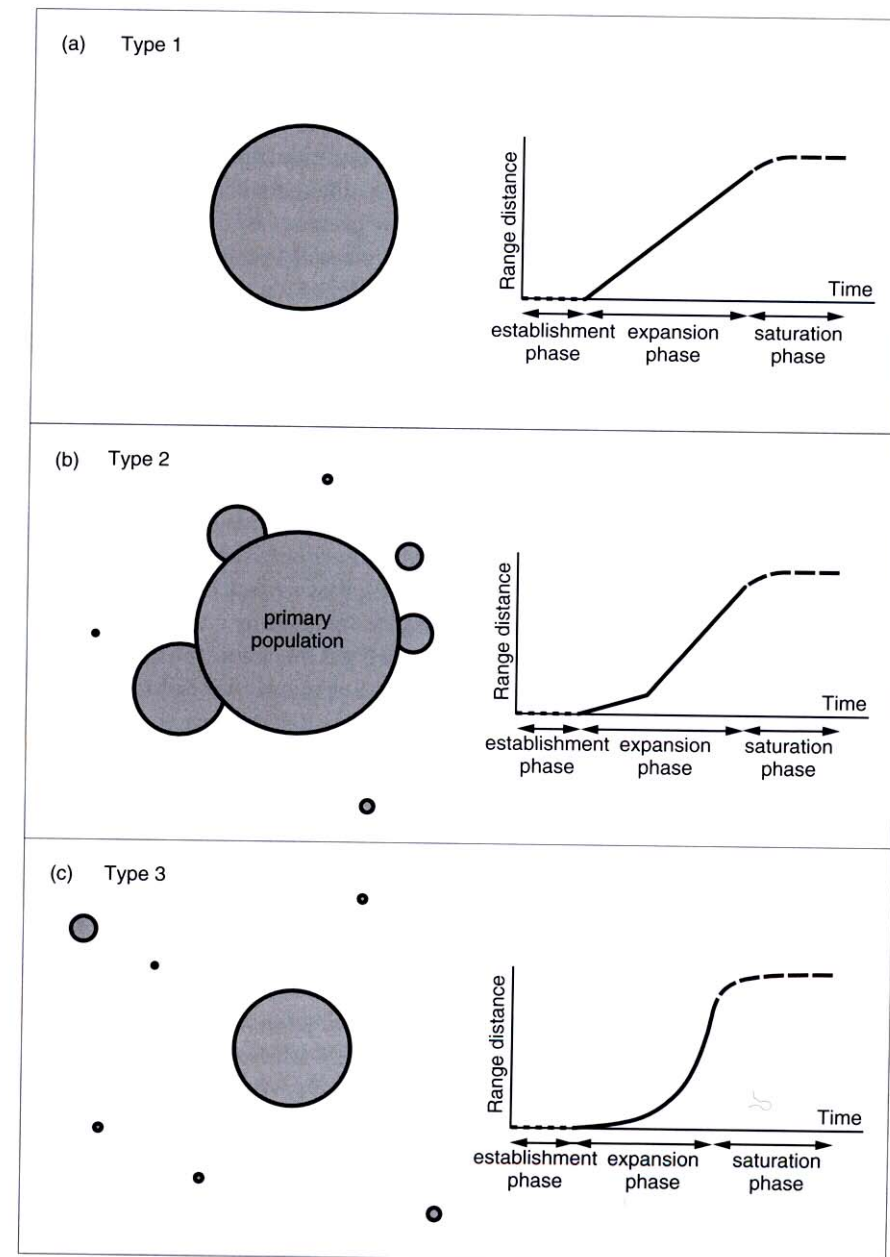 (a) Type 1
Range distance
Time
establishment phase
expansion phase
saturation phase
(b) Type 2
primary
population
Range distance
Time
establishment phase
expansion phase
saturation phase
(c) Type 3
Range distance
Time
establishment phase
expansion phase
saturation phase